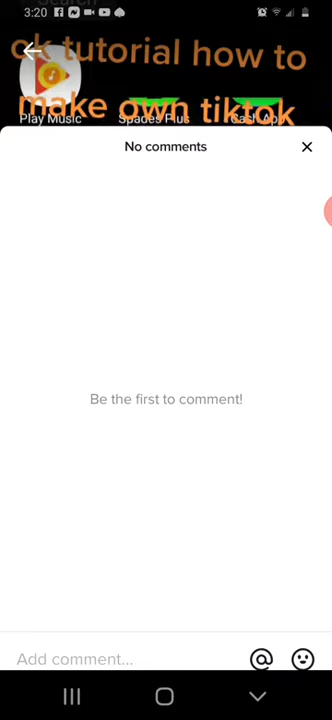 3:20
ok tutorial how to
make own tiktok
Play Music
Spades Plus
Cash App
No comments
Be the first to comment!
Add comment...